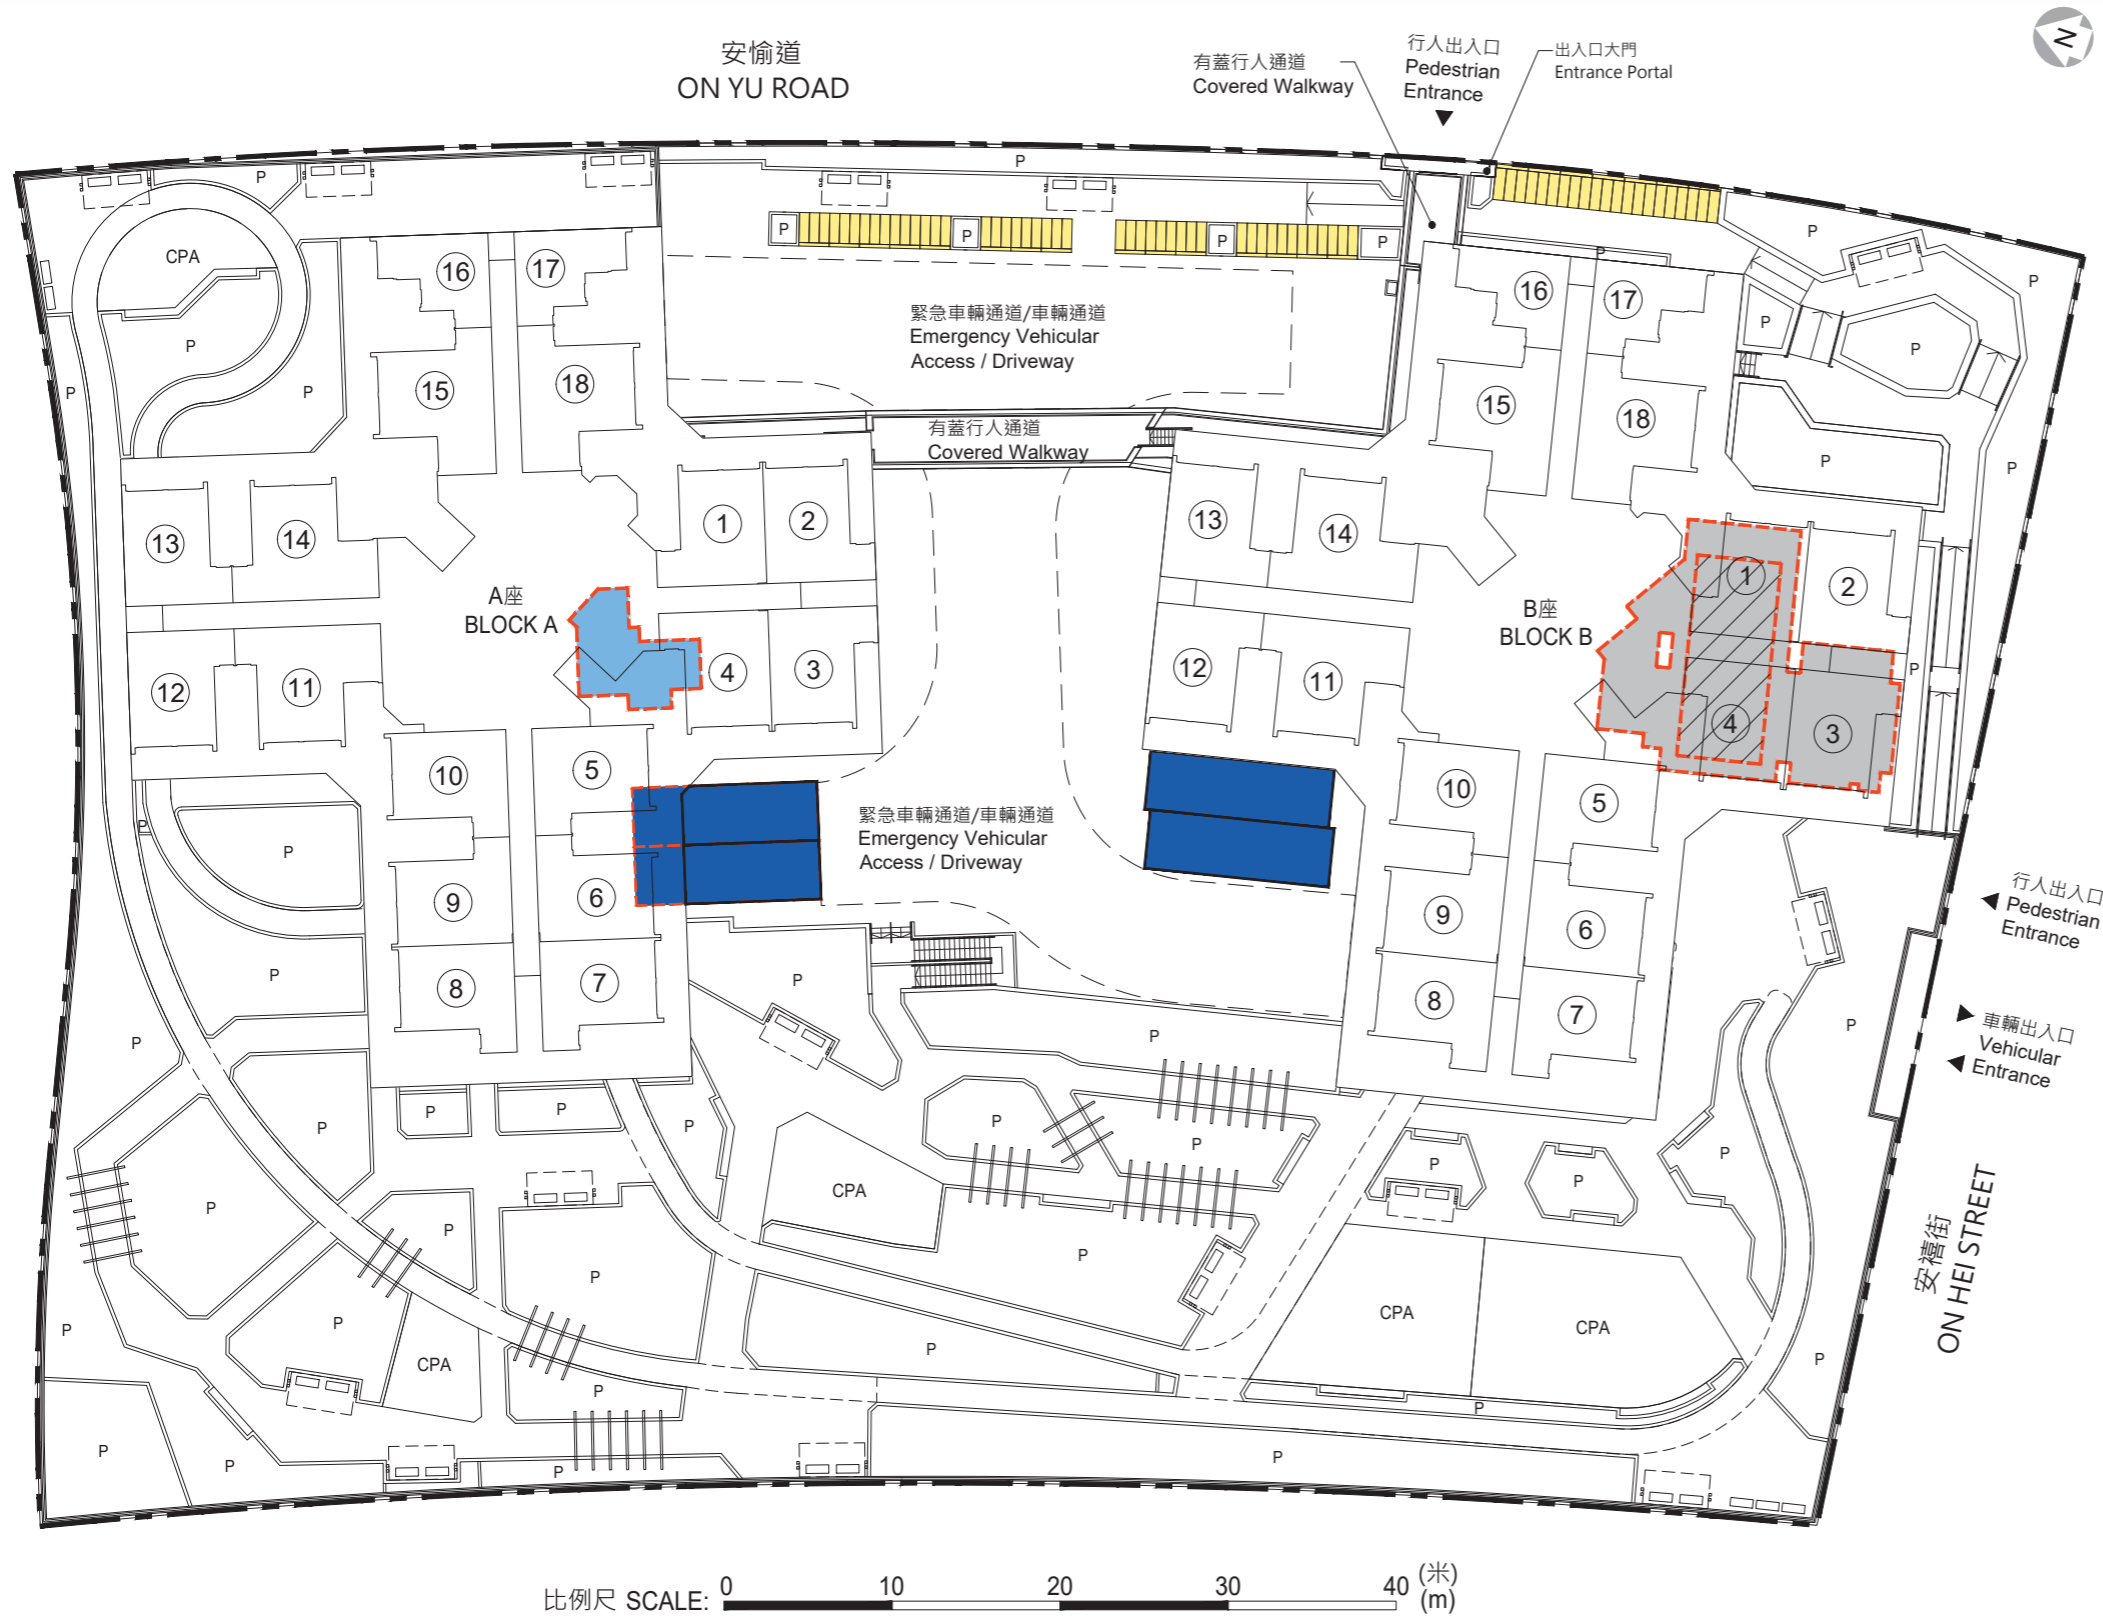 安愉道
ON YU ROAD
有蓋行人通道
Covered Walkway
行人出入口
Pedestrian
Entrance
出入口大門
Entrance Portal
N
P
P
P
P
P
P
P
P
P
CPA
16
17
16
17
緊急車輛通道/車輛通道
Emergency Vehicular
Access / Driveway
P
P
P
P
P
P
15
18
15
18
有蓋行人通道
Covered Walkway
P
P
13
14
1
2
13
14
1
2
A座
BLOCK A
B座
BLOCK B
12
11
4
3
12
11
4
3
P
10
5
10
5
緊急車輛通道/車輛通道
Emergency Vehicular
Access / Driveway
P
P
9
6
9
6
行人出入口
Pedestrian
Entrance
8
7
8
7
P
P
P
P
P
車輛出入口
Vehicular
Entrance
P
P
P
P
P
P
P
P
P
CPA
P
P
P
P
P
安禧街
ON HEI STREET
P
P
P
CPA
CPA
CPA
P
P
P
P
P
P
P
P
P
比例尺 SCALE:
0
10
20
30
40
(米)
(m)